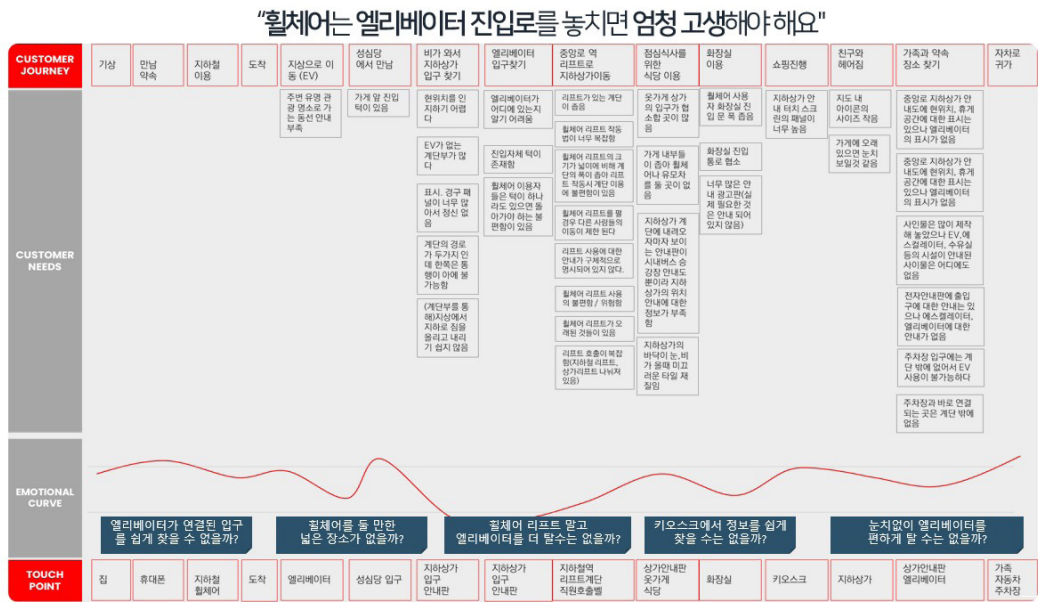 "휠체어는 엘리베이터 진입로를 놓치면 엄청 고생해야 해요"
CUSTOMER
JOURNEY
기상
만남
약속
지하철
이용
도착
지상으로 이
동 (EV)
성심당
에서 만남
비가 와서
지하상가
입구 찾기
엘리베이터
입구찾기
중앙로 역
리프트로
지하상가이동
점심식사를
위한
식당 이용
화장실
이용
쇼핑진행
친구와
헤어짐
가족과 약속
장소 찾기
자차로
귀가
CUSTOMER
NEEDS
주변 유명 관
광 명소로 가
는 동선 안내
부족
가게 앞 진입
턱이 있음
현위치를 인
지하기 어렵
다
EV가 없는
계단부가 많
다
표시. 경구 패
널이 너무 많
아서 정신 없
음
계단의 경로
가 두가지 인
데 한쪽은 통
행이 아에 불
가능함
(계단부를 통
해)지상에서
지하로 짐을
올리고 내리
기 쉽지 않음
엘리베이터가
어디에 있는지
알기 어려움
진입자체 턱이
존재함
휠체어 이용자
들은 턱이 하나
라도 있으면 돌
아가야 하는 불
편함이 있음
리프트가 있는 계단
이 좁음
휠체어 리프트 작동
법이 너무 복잡함
휠체어 리프트의 크
기가 넓이에 비해 계
단의 폭이 좁아 리프
트 작동시 계단 이용
에 불편함이 있음
휠체어 리프트를 펼
경우 다른 사람들의
이동이 제한 된다
리프트 사용에 대한
안내가 구체적으로
명시되어 있지 않다.
휠체어 리프트 사용
의 불편함 / 위험함
휠체어 리프트가 오
래된 것들이 있음
리프트 호출이 복잡
함(지하철 리프트,
상가리프트 나눠져
있음)
옷가게 상가
의 입구가 협
소함 곳이 많
음
가게 내부들
이 좁아 휠체
어나 유모차
를 둘 곳이 없
음
지하상가 계
단에 내려오
자마자 보이
는 안내판이
시내버스 승
강장 안내도
뿐이라 지하
상가의 위치
안내에 대한
정보가 부족
함
지하상가의
바닥이 눈,비
가 올때 미끄
러운 타일 재
질임
휠체어 사용
자 화장실 진
입 문 폭 좁음
화장실 진입
통로 협소
너무 많은 안
내 광고판(실
제 필요한 것
은 안내 되어
있지 않음)
지하상가 안
내 터치 스크
린의 패널이
너무 높음
지도 내
아이콘의
사이즈 작음
가게에 오래
있으면 눈치
보일것 같음
중앙로 지하상가 안
내도에 현위치, 휴게
공간에 대한 표시는
있으나 엘리베이터
의 표시가 없음
중앙로 지하상가 안
내도에 현위치, 휴게
공간에 대한 표시는
있으나 엘리베이터
의 표시가 없음
사인물은 많이 제작
해 놓았으나 EV,에
스컬레이터, 수유실
등의 시설이 안내된
사이물은 어디에도
없음
전자안내판에 출입
구에 대한 안내는 있
으나 에스켈레이터,
엘리베이터에 대한
안내가 없음
주차장 입구에는 계
단 밖에 없어서 EV
사용이 불가능하다
주차장과 바로 연결
되는 곳은 계단 밖에
없음
EMOTIONAL
CURVE
엘리베이터가 연결된 입구
를 쉽게 찾을 수 없을까?
휠체어를 둘 만한
넓은 장소가 없을까?
휠체어 리프트 말고
엘리베이터를 더 탈수는 없을까?
키오스크에서 정보를 쉽게
찾을 수는 없을까?
눈치없이 엘리베이터를
편하게 탈 수는 없을까?
TOUCH
POINT
집
휴대폰
지하철
휠체어
도착
엘리베이터
성심당 입구
지하상가
입구
안내판
지하상가
입구
안내판
지하철역
리프트계단
직원호출벨
상가안내판
옷가게
식당
화장실
키오스크
지하상가
상가안내판
엘리베이터
가족
자동차
주차장